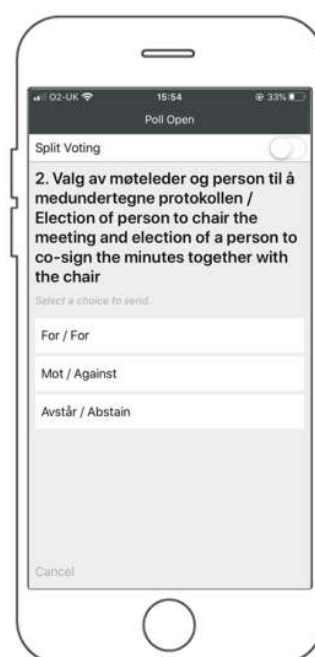 O2-UK 15:54 33%
Poll Open
Split Voting
2. Valg av møteleder og person til å
medundertegne protokollen /
Election of person to chair the
meeting and election of a person to
co-sign the minutes together with
the chair
Select a choice to send.
For / For
Mot / Against
Avstår / Abstain
Cancel